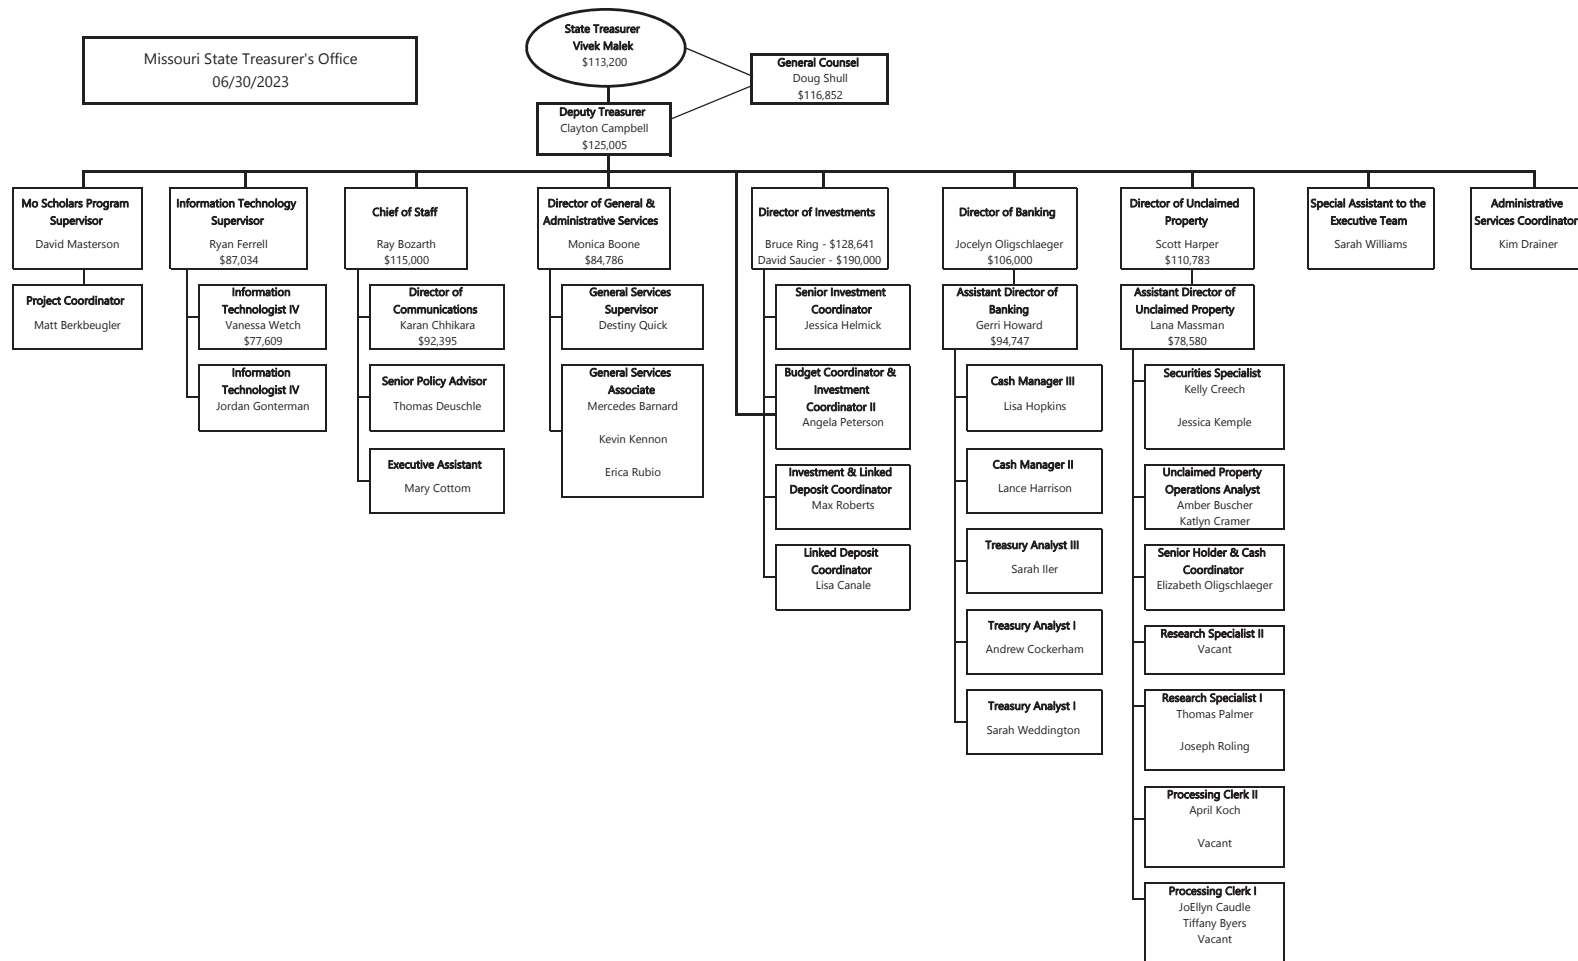 Missouri State Treasurer's Office
06/30/2023
State Treasurer
Vivek Malek
$113,200
General Counsel
Doug Shull
$116,852
Deputy Treasurer
Clayton Campbell
$125,005
Mo Scholars Program
Supervisor
David Masterson
Project Coordinator
Matt Berkbeugler
Information Technology
Supervisor
Ryan Ferrell
$87,034
Information
Technologist IV
Vanessa Wetch
$77,609
Information
Technologist IV
Jordan Gonterman
Chief of Staff
Ray Bozarth
$115,000
Director of
Communications
Karan Chhikara
$92,395
Senior Policy Advisor
Thomas Deuschle
Executive Assistant
Mary Cottom
Director of General &
Administrative Services
Monica Boone
$84,786
General Services
Supervisor
Destiny Quick
General Services
Associate
Mercedes Barnard
Kevin Kennon
Erica Rubio
Director of Investments
Bruce Ring - $128,641
David Saucier - $190,000
Senior Investment
Coordinator
Jessica Helmick
Budget Coordinator &
Investment
Coordinator II
Angela Peterson
Investment & Linked
Deposit Coordinator
Max Roberts
Linked Deposit
Coordinator
Lisa Canale
Director of Banking
Jocelyn Oligschlaeger
$106,000
Assistant Director of
Banking
Gerri Howard
$94,747
Cash Manager III
Lisa Hopkins
Cash Manager II
Lance Harrison
Treasury Analyst III
Sarah Iler
Treasury Analyst I
Andrew Cockerham
Treasury Analyst I
Sarah Weddington
Director of Unclaimed
Property
Scott Harper
$110,783
Assistant Director of
Unclaimed Property
Lana Massman
$78,580
Securities Specialist
Kelly Creech
Jessica Kemple
Unclaimed Property
Operations Analyst
Amber Buscher
Katlyn Cramer
Senior Holder & Cash
Coordinator
Elizabeth Oligschlaeger
Research Specialist II
Vacant
Research Specialist I
Thomas Palmer
Joseph Roling
Processing Clerk II
April Koch
Vacant
Processing Clerk I
JoEllyn Caudle
Tiffany Byers
Vacant
Special Assistant to the
Executive Team
Sarah Williams
Administrative
Services Coordinator
Kim Drainer